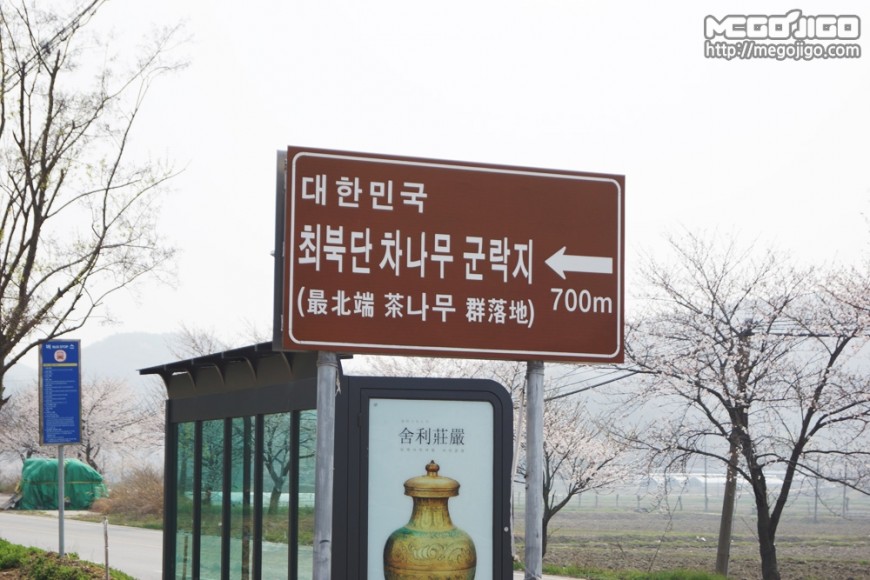 MEGOJIGO
http://megojigo.com
대한민국
최북단 차나무 군락지
(最北端 茶나무 群落地)
700m
舍利莊嚴